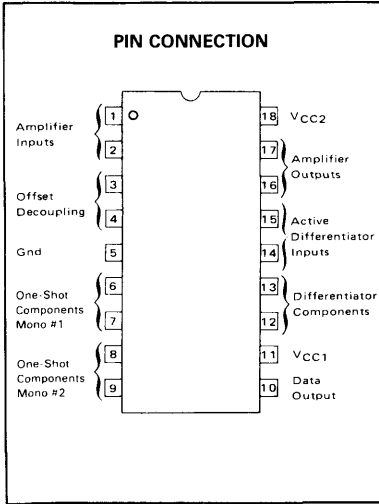 PIN CONNECTION
Amplifier
Inputs
1
2
Offset
Decoupling
3
4
Gnd
5
One-Shot
Components
Mono #1
6
7
One-Shot
Components
Mono #2
8
9
18
VCC2
17
16
Amplifier
Outputs
15
14
Active
Differentiator
Inputs
13
12
Differentiator
Components
11
VCC1
10
Data
Output